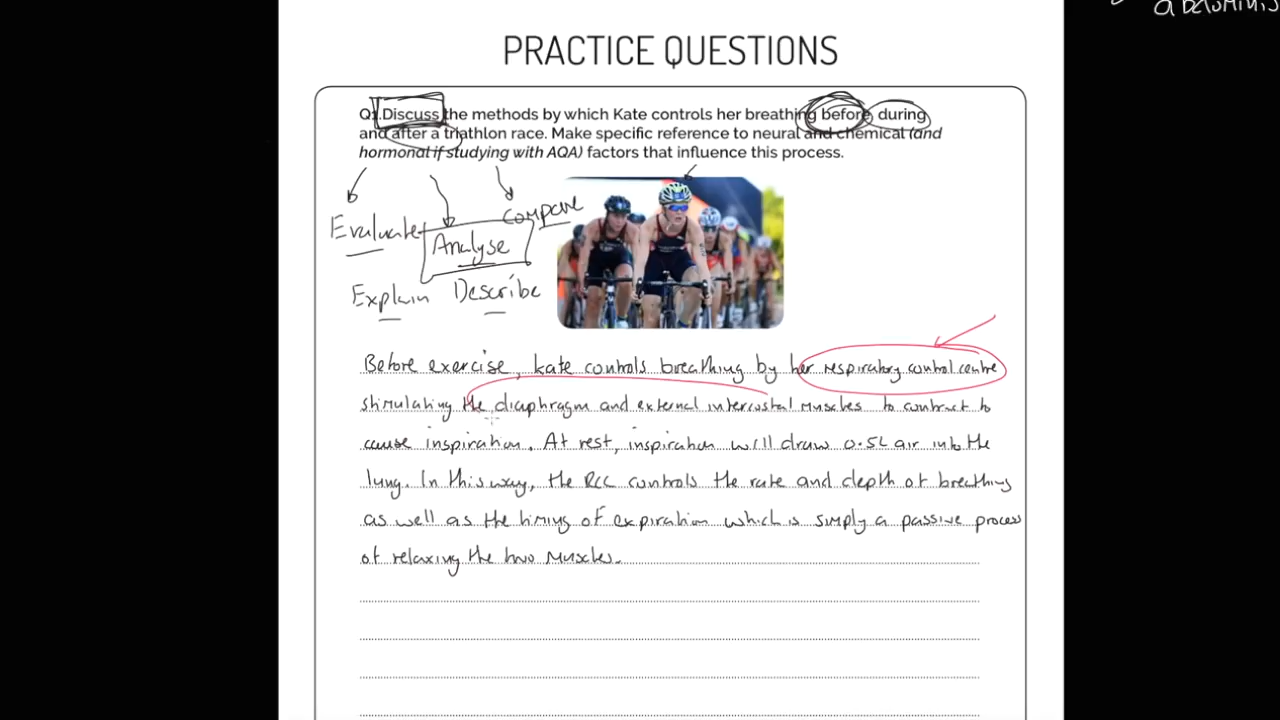 abdominis
PRACTICE QUESTIONS
Q1.Discuss the methods by which Kate controls her breathing before, during
and after a triathlon race. Make specific reference to neural and chemical (and
hormonal if studying with AQA) factors that influence this process.
Evaluate
Analyse
Compare
Explain
Describe
Before exercise, kate controls breathing by her respiratory control centre
stimulating the diaphragm and external intercostal muscles to contract to
cause inspiration. At rest, inspiration will draw 0.5L air into the
lung. In this way, the RCC controls the rate and depth of breathing
as well as the timing of expiration which is simply a passive process
of relaxing the two muscles.